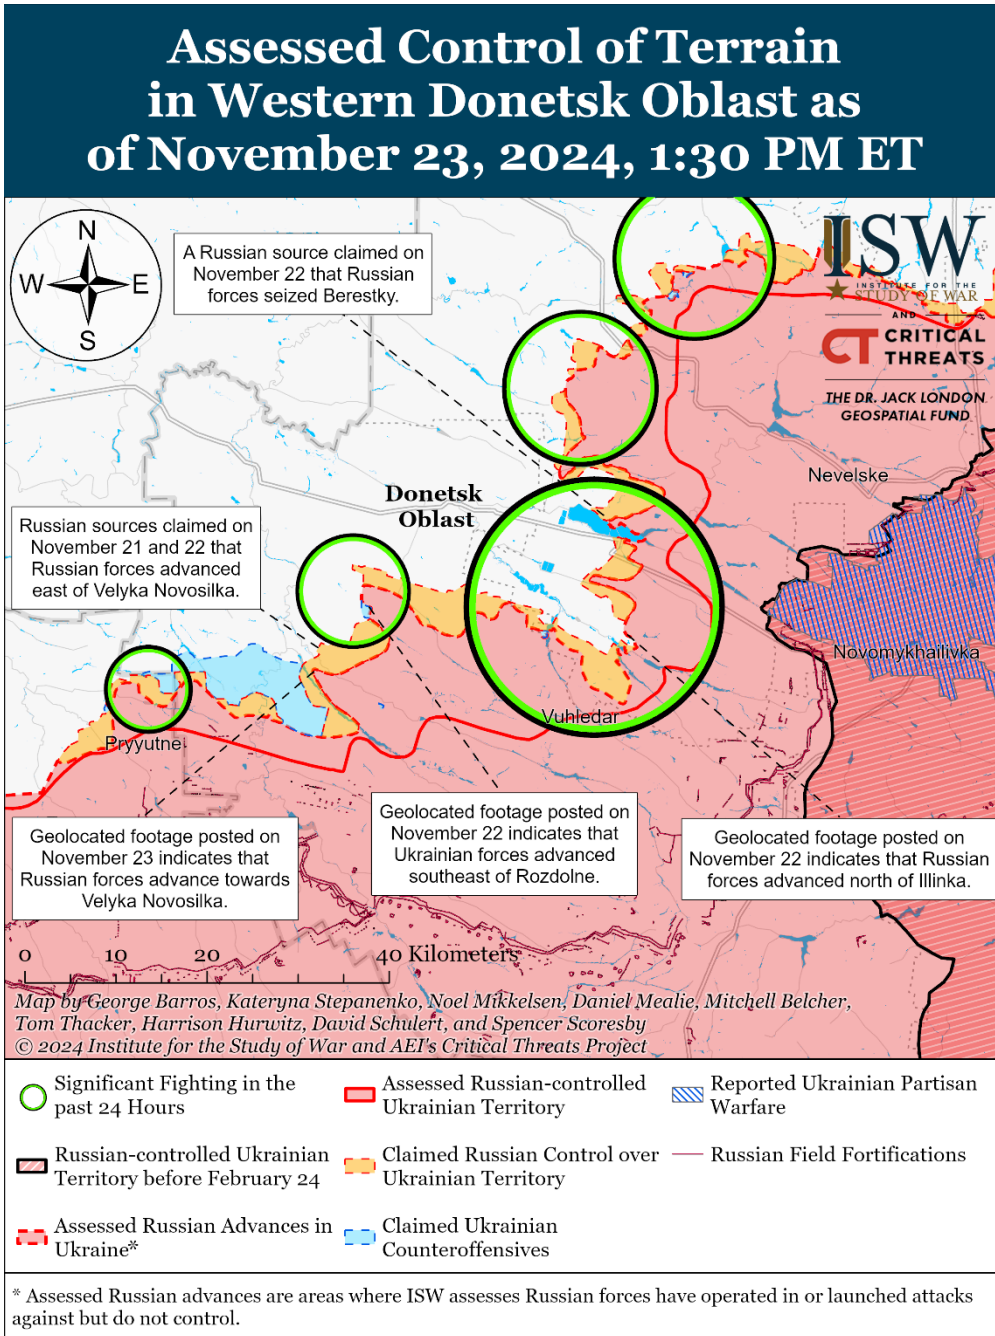 Assessed Control of Terrain
in Western Donetsk Oblast as
of November 23, 2024, 1:30 PM ET
N
W
E
S
A Russian source claimed on
November 22 that Russian
forces seized Berestky.
ISW
INSTITUTE FOR THE
STUDY OF WAR
AND
CT CRITICAL
THREATS
THE DR. JACK LONDON
GEOSPATIAL FUND
Nevelske
Donetsk
Oblast
Russian sources claimed on
November 21 and 22 that
Russian forces advanced
east of Velyka Novosilka.
Novomykhailivka
Vuhledar
Pryyutne
Geolocated footage posted on
November 23 indicates that
Russian forces advance towards
Velyka Novosilka.
Geolocated footage posted on
November 22 indicates that
Ukrainian forces advanced
southeast of Rozdolne.
Geolocated footage posted on
November 22 indicates that Russian
forces advanced north of Illinka.
0 10 20 40 Kilometers
Map by George Barros, Kateryna Stepanenko, Noel Mikkelsen, Daniel Mealie, Mitchell Belcher,
Tom Thacker, Harrison Hurwitz, David Schulert, and Spencer Scoresby
© 2024 Institute for the Study of War and AEI's Critical Threats Project
Significant Fighting in the
past 24 Hours
Assessed Russian-controlled
Ukrainian Territory
Reported Ukrainian Partisan
Warfare
Russian-controlled Ukrainian
Territory before February 24
Claimed Russian Control over
Ukrainian Territory
Russian Field Fortifications
Assessed Russian Advances in
Ukraine*
Claimed Ukrainian
Counteroffensives
* Assessed Russian advances are areas where ISW assesses Russian forces have operated in or launched attacks
against but do not control.